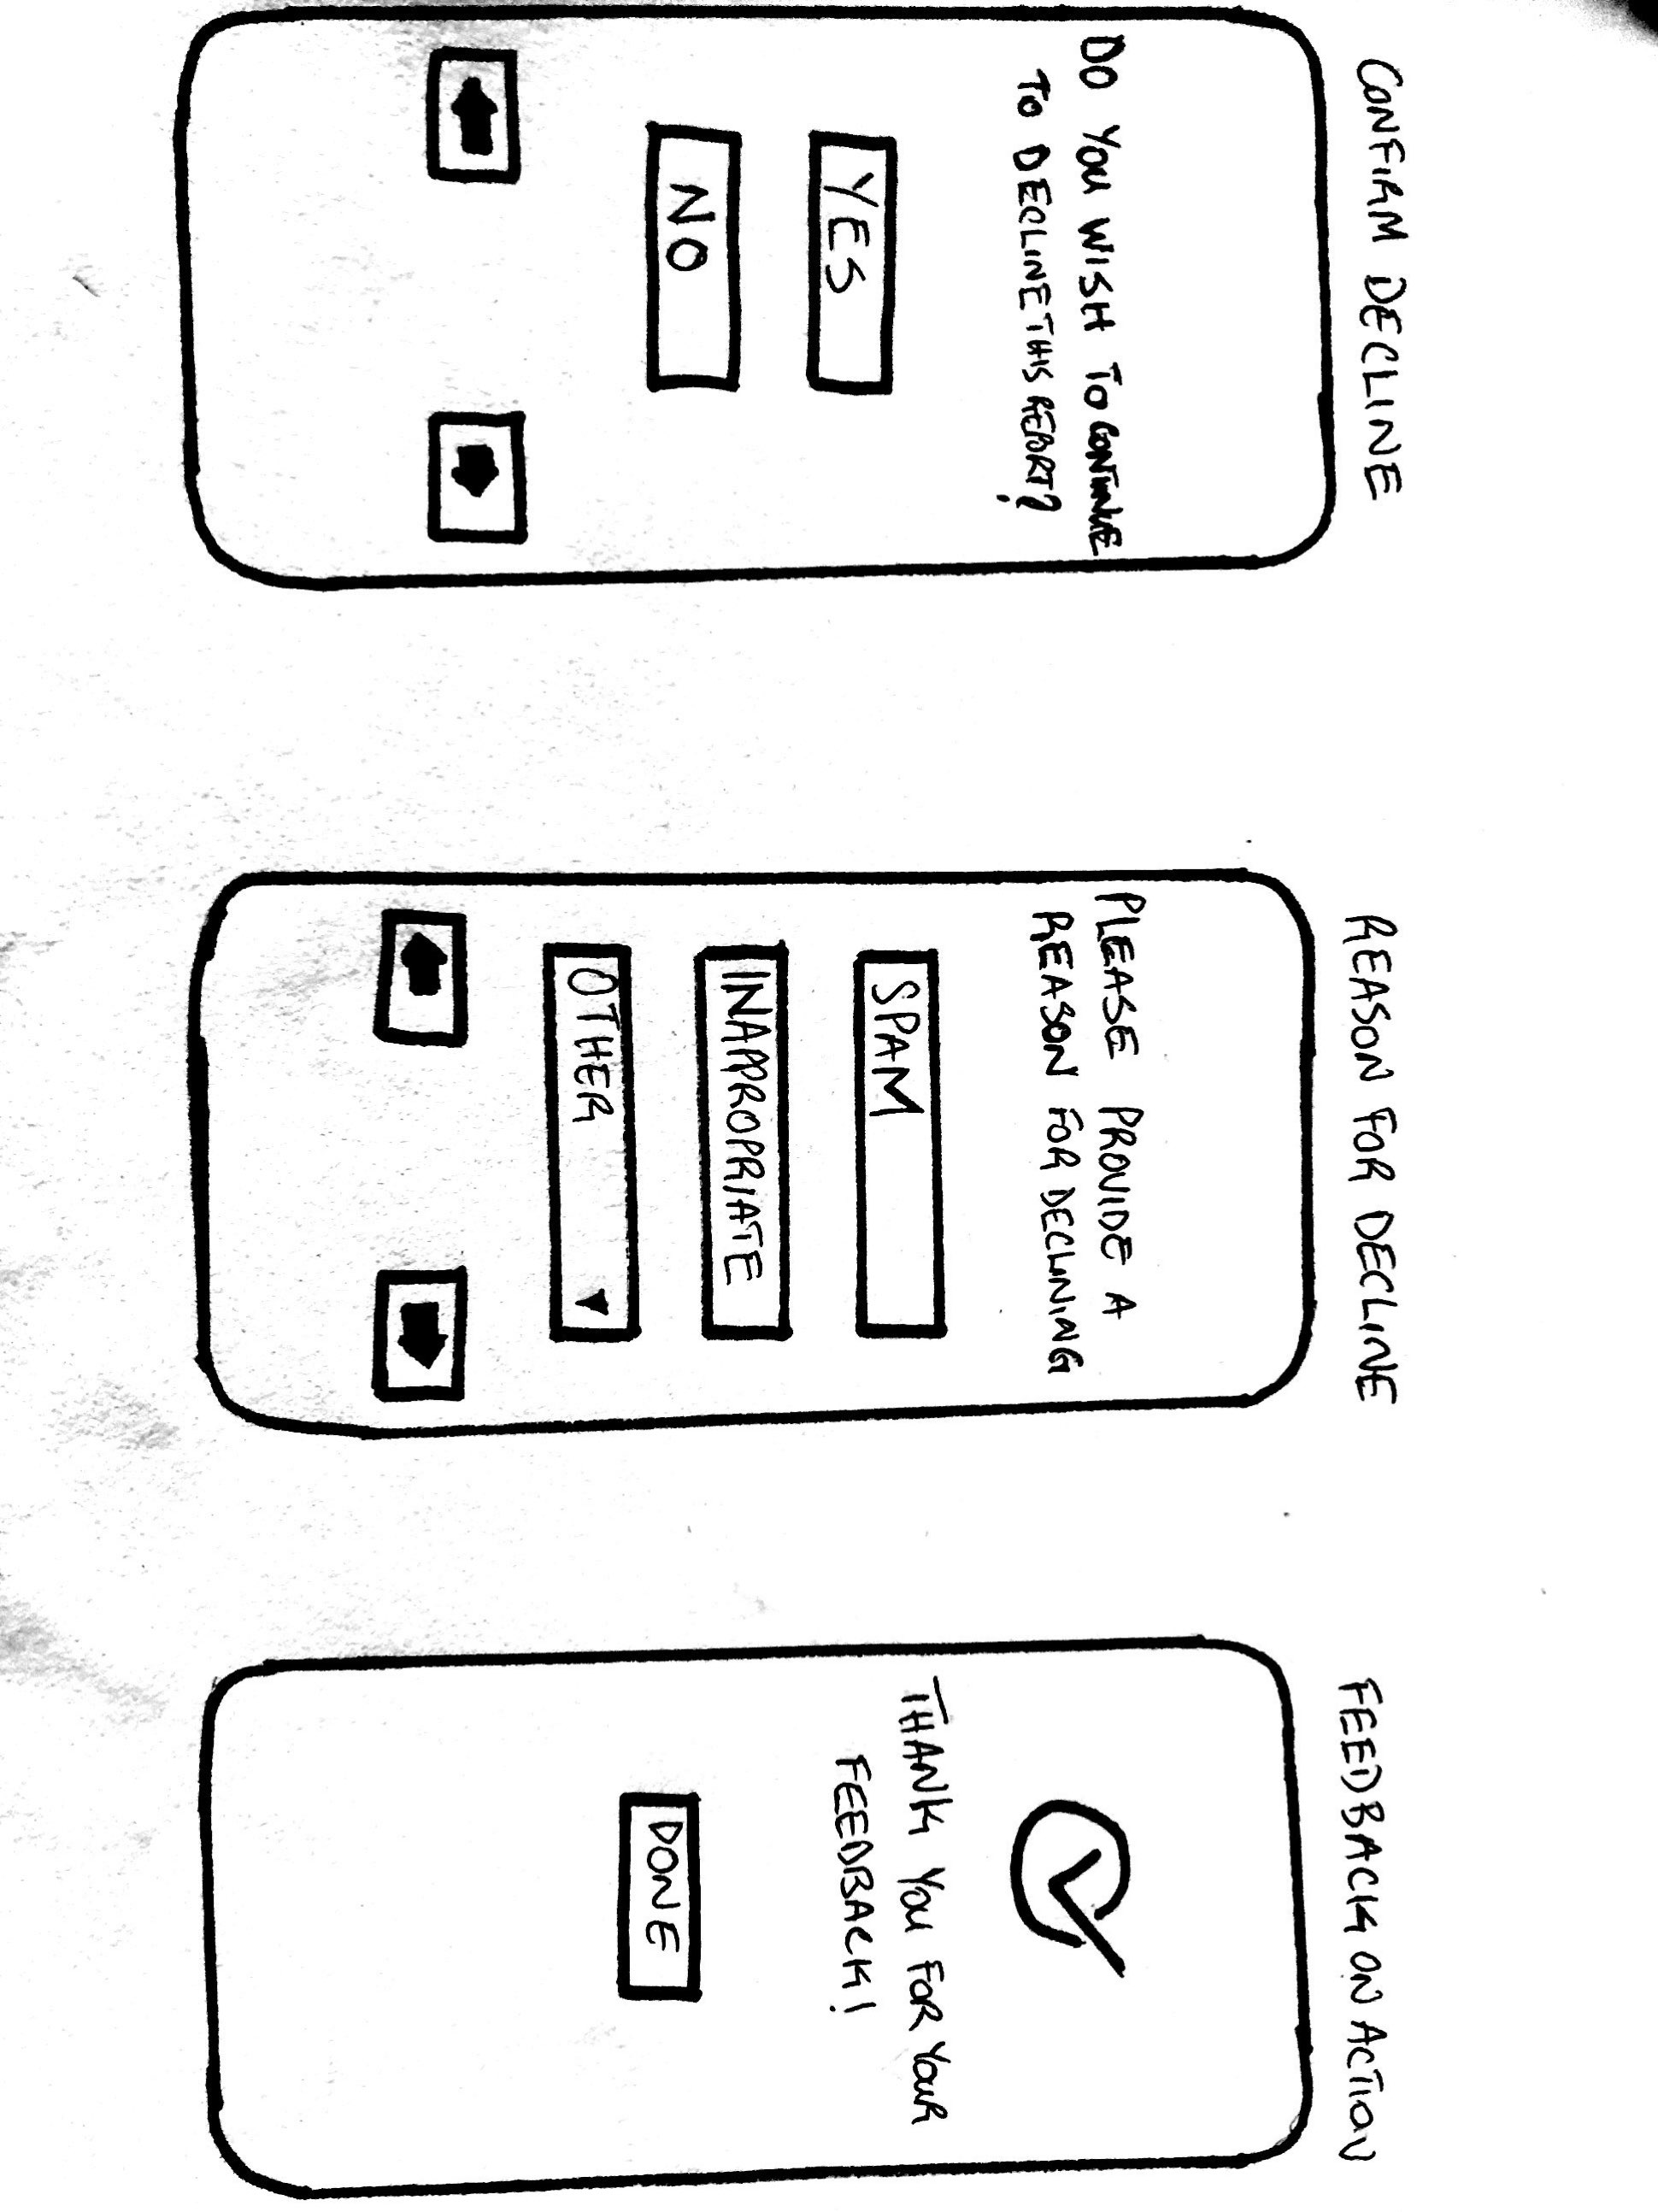 CONFIRM DECLINE
DO YOU WISH TO CONTINUE
TO DECLINE THIS REPORT?
YES
NO
REASON FOR DECLINE
PLEASE PROVIDE A
REASON FOR DECLINING
SPAM
INAPPROPRIATE
OTHER
FEEDBACK ON ACTION
THANK YOU FOR YOUR
FEEDBACK!
DONE